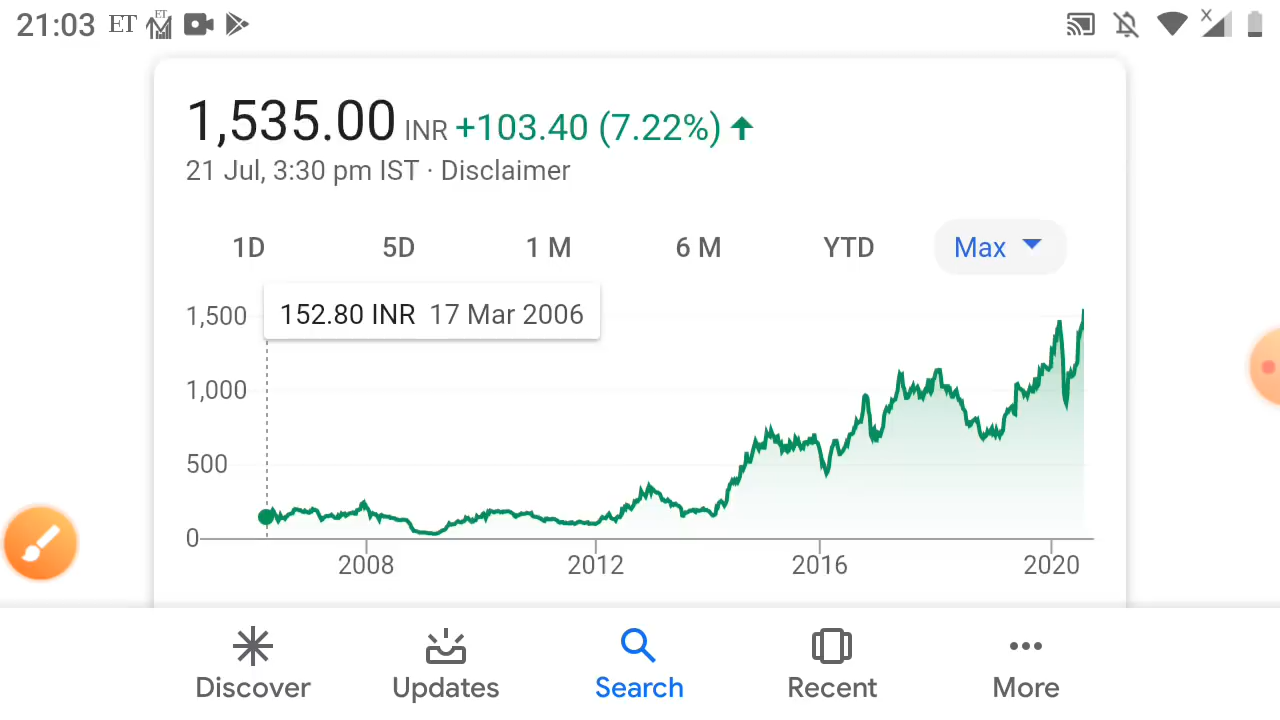 21:03 ET ET X
1,535.00 INR +103.40 (7.22%)
21 Jul, 3:30 pm IST · Disclaimer
1D 5D 1 M 6 M YTD Max
152.80 INR 17 Mar 2006
1,500
1,000
500
0
2008 2012 2016 2020
Discover Updates Search Recent More